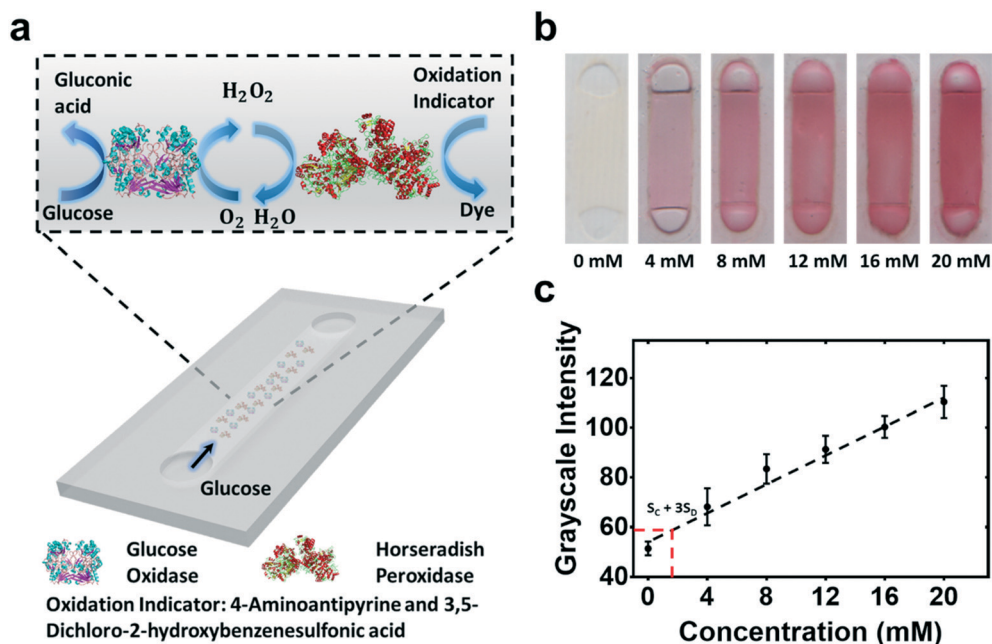 a
Gluconic
acid
H₂O₂
Oxidation
Indicator
Glucose
O₂ H₂O
Dye
Glucose
Glucose
Oxidase
Horseradish
Peroxidase
Oxidation Indicator: 4-Aminoantipyrine and 3,5-
Dichloro-2-hydroxybenzenesulfonic acid
b
0 mM 4 mM 8 mM 12 mM 16 mM 20 mM
c
Grayscale Intensity
120
100
80
60
40
S_C + 3S_D
0 4 8 12 16 20
Concentration (mM)